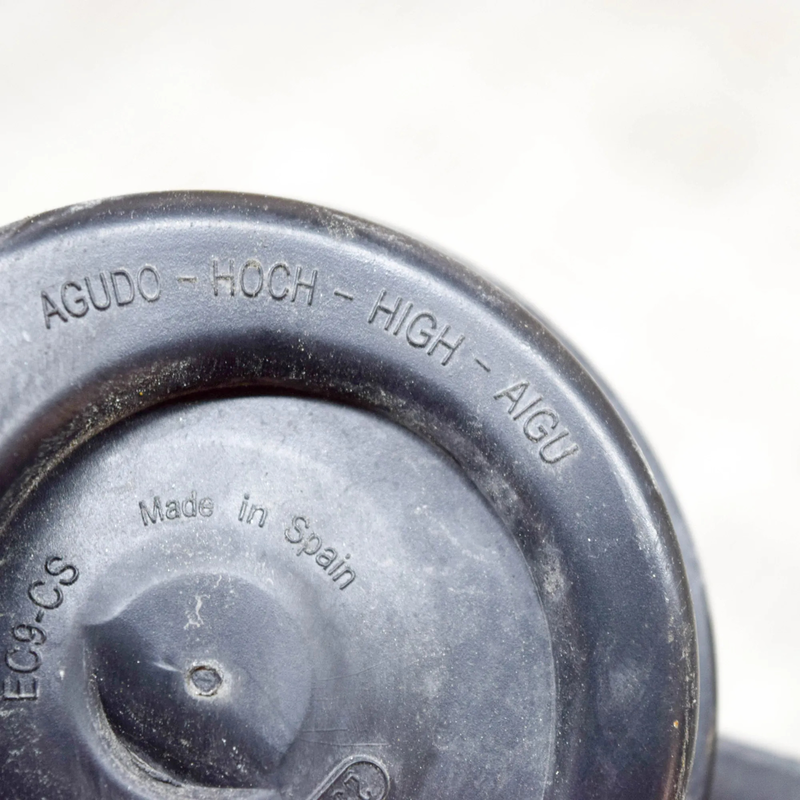 AGUDO - HOCH - HIGH - AIGU
Made in Spain
EC9-CS